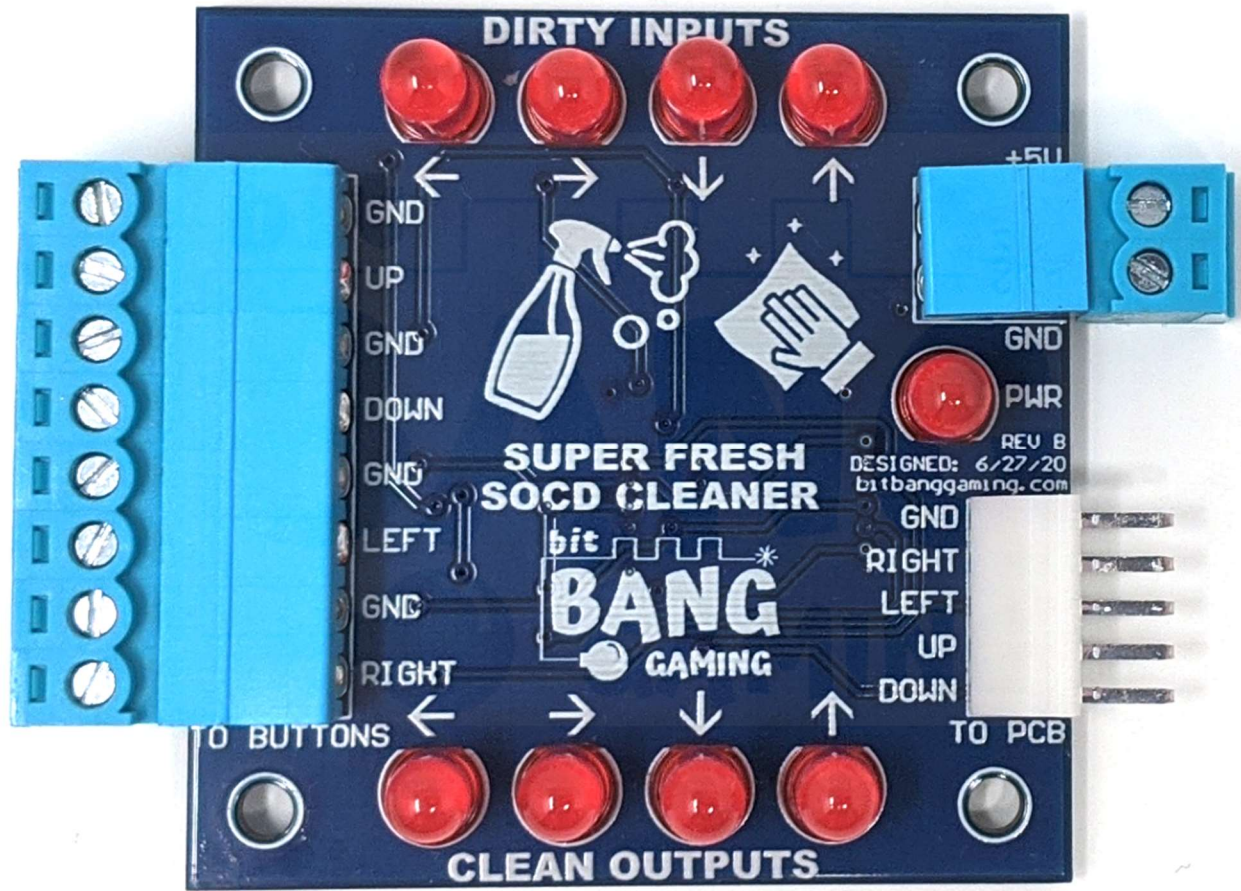 DIRTY INPUTS
+5V
GND
UP
GND
DOWN
GND
LEFT
GND
RIGHT
TO BUTTONS
GND
PWR
REV B
DESIGNED: 6/27/20
bitbanggaming.com
SUPER FRESH
SOCD CLEANER
bit
BANG
GAMING
GND
RIGHT
LEFT
UP
DOWN
TO PCB
CLEAN OUTPUTS